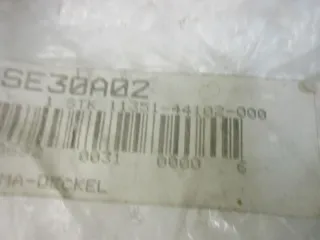 SE30A02
1 STK 11351-44102-000
0031 0000 6
MA-DECKEL